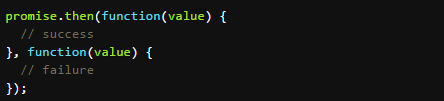 promise.then(function(value) {
  // success
}, function(value) {
  // failure
});